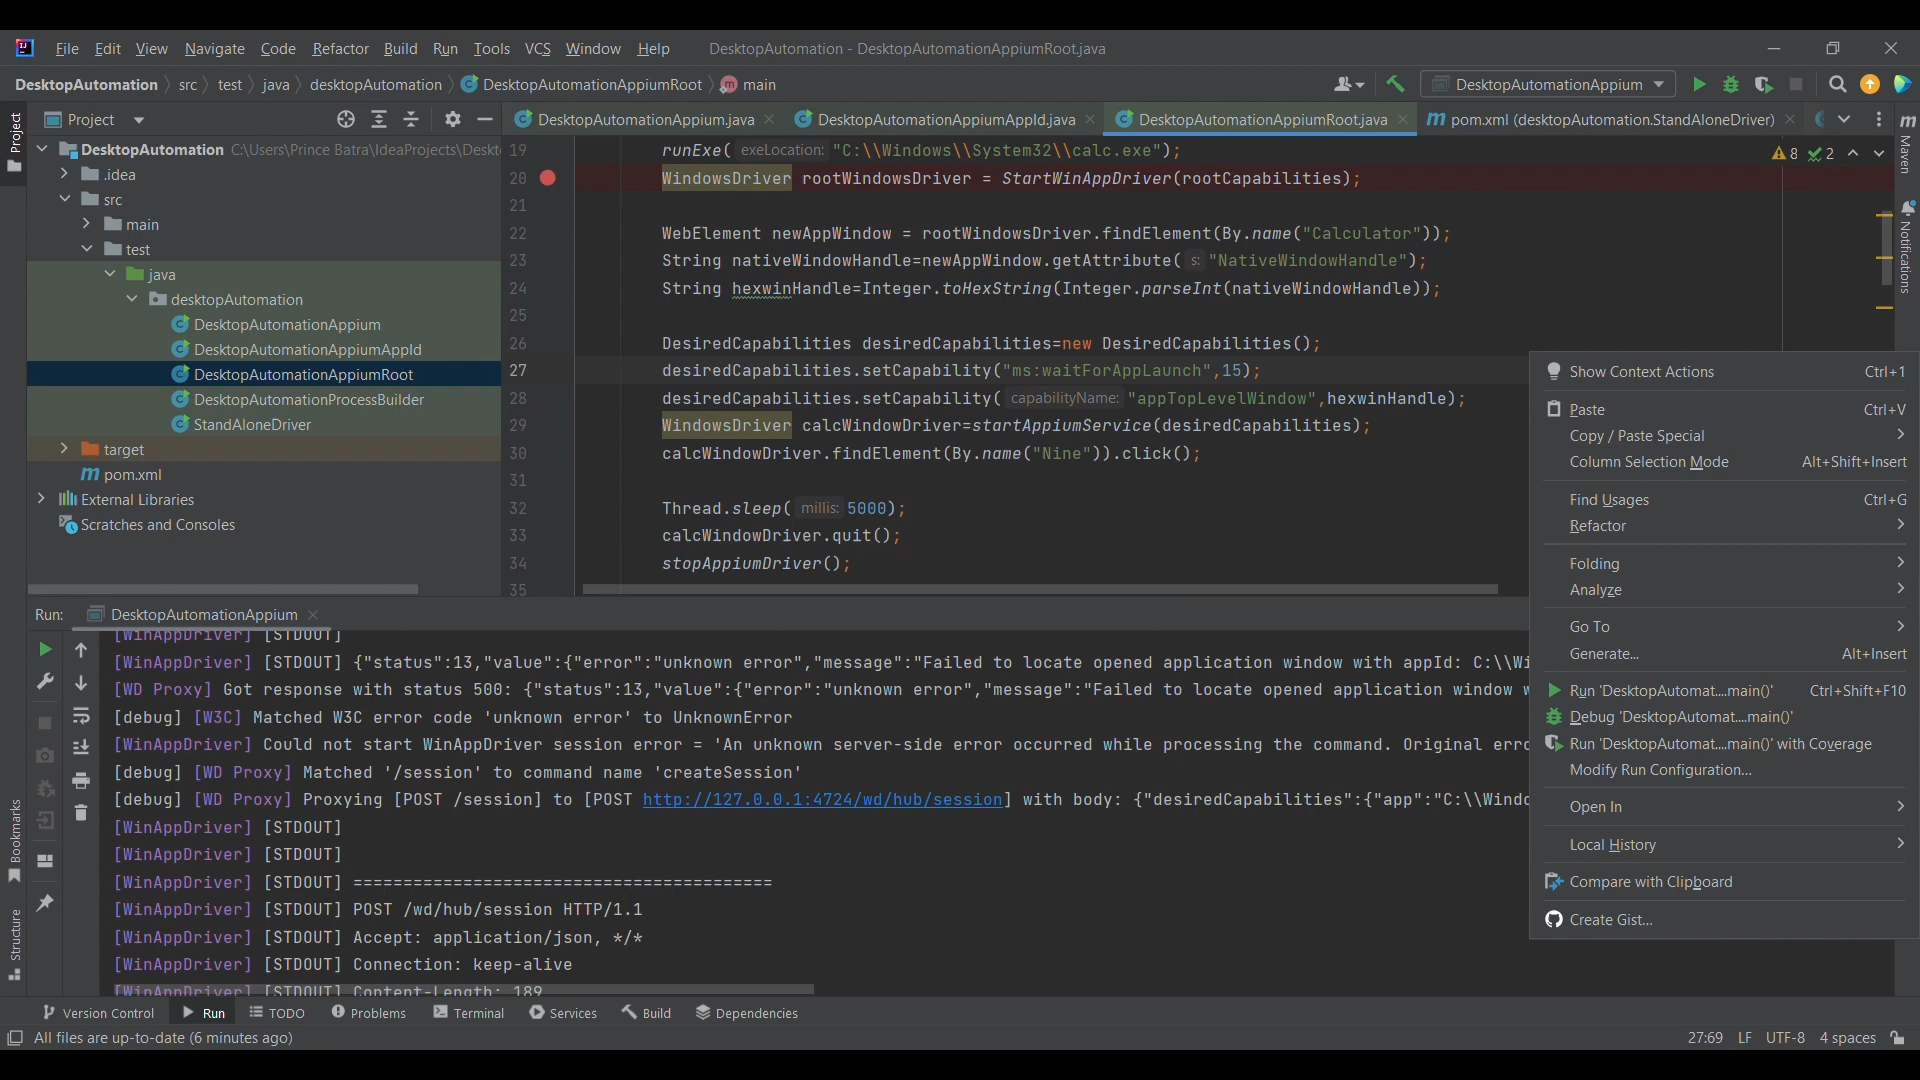 File Edit View Navigate Code Refactor Build Run Tools VCS Window Help DesktopAutomation - DesktopAutomationAppiumRoot.java
DesktopAutomation src test java desktopAutomation DesktopAutomationAppiumRoot main DesktopAutomationAppium
Project
DesktopAutomationAppium.java DesktopAutomationAppiumAppId.java DesktopAutomationAppiumRoot.java pom.xml (desktopAutomation.StandAloneDriver)
Project
Bookmarks
Structure
DesktopAutomation C:\Users\Prince Batra\IdeaProjects\Deskt
.idea
src
main
test
java
desktopAutomation
DesktopAutomationAppium
DesktopAutomationAppiumAppId
DesktopAutomationAppiumRoot
DesktopAutomationProcessBuilder
StandAloneDriver
target
pom.xml
External Libraries
Scratches and Consoles
8 2
19 runExe( exeLocation: "C:\\Windows\\System32\\calc.exe");
20 WindowsDriver rootWindowsDriver = StartWinAppDriver(rootCapabilities);
21
22 WebElement newAppWindow = rootWindowsDriver.findElement(By.name("Calculator"));
23 String nativeWindowHandle=newAppWindow.getAttribute( s: "NativeWindowHandle");
24 String hexwinHandle=Integer.toHexString(Integer.parseInt(nativeWindowHandle));
25
26 DesiredCapabilities desiredCapabilities=new DesiredCapabilities();
27 desiredCapabilities.setCapability("ms:waitForAppLaunch",15);
28 desiredCapabilities.setCapability( capabilityName: "appTopLevelWindow",hexwinHandle);
29 WindowsDriver calcWindowDriver=startAppiumService(desiredCapabilities);
30 calcWindowDriver.findElement(By.name("Nine")).click();
31
32 Thread.sleep( millis: 5000);
33 calcWindowDriver.quit();
34 stopAppiumDriver();
35
Maven
Notifications
Show Context Actions Ctrl+1
Paste Ctrl+V
Copy / Paste Special
Column Selection Mode Alt+Shift+Insert
Find Usages Ctrl+G
Refactor
Folding
Analyze
Go To
Generate... Alt+Insert
Run 'DesktopAutomat....main()' Ctrl+Shift+F10
Debug 'DesktopAutomat....main()'
Run 'DesktopAutomat....main()' with Coverage
Modify Run Configuration...
Open In
Local History
Compare with Clipboard
Create Gist...
Run: DesktopAutomationAppium
[WinAppDriver] [STDOUT]
[WinAppDriver] [STDOUT] {"status":13,"value":{"error":"unknown error","message":"Failed to locate opened application window with appId: C:\\Wi
[WD Proxy] Got response with status 500: {"status":13,"value":{"error":"unknown error","message":"Failed to locate opened application window w
[debug] [W3C] Matched W3C error code 'unknown error' to UnknownError
[WinAppDriver] Could not start WinAppDriver session error = 'An unknown server-side error occurred while processing the command. Original erro
[debug] [WD Proxy] Matched '/session' to command name 'createSession'
[debug] [WD Proxy] Proxying [POST /session] to [POST http://127.0.0.1:4724/wd/hub/session] with body: {"desiredCapabilities":{"app":"C:\\Windo
[WinAppDriver] [STDOUT]
[WinAppDriver] [STDOUT]
[WinAppDriver] [STDOUT] ==========================================
[WinAppDriver] [STDOUT] POST /wd/hub/session HTTP/1.1
[WinAppDriver] [STDOUT] Accept: application/json, */*
[WinAppDriver] [STDOUT] Connection: keep-alive
[WinAppDriver] [STDOUT] Content-Length: 189
Version Control Run TODO Problems Terminal Services Build Dependencies
All files are up-to-date (6 minutes ago) 27:69 LF UTF-8 4 spaces